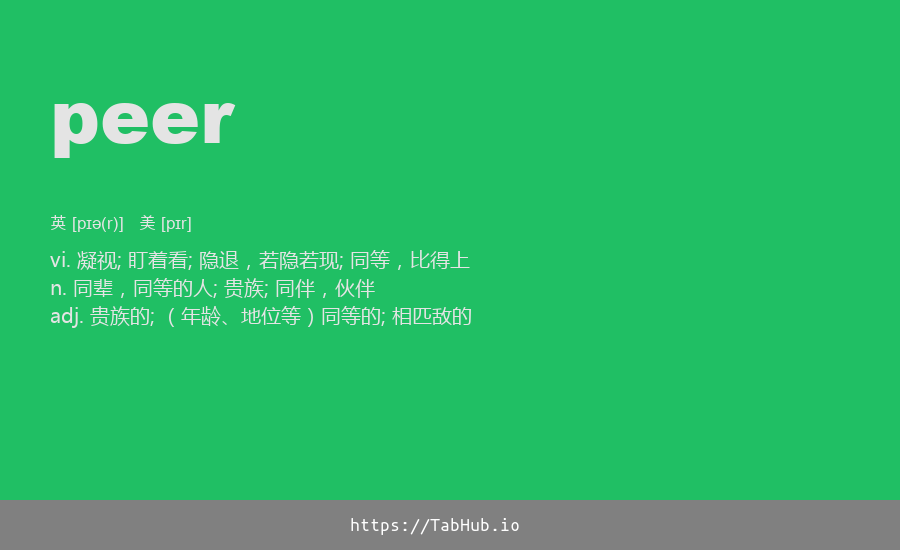 peer
英 [pɪə(r)] 美 [pɪr]
vi. 凝视; 盯着看; 隐退，若隐若现; 同等，比得上
n. 同辈，同等的人; 贵族; 同伴，伙伴
adj. 贵族的; （年龄、地位等）同等的; 相匹敌的
https://TabHub.io